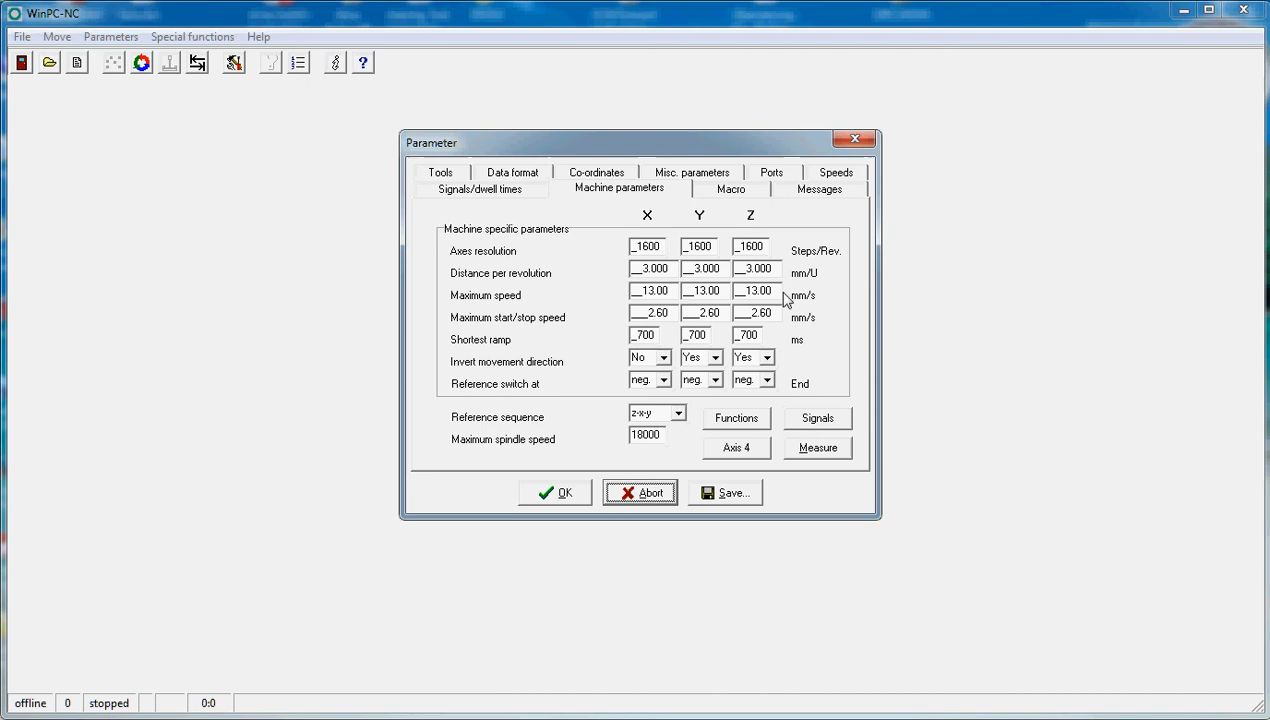 WinPC-NC
File Move Parameters Special functions Help
Parameter
Tools Data format Co-ordinates Misc. parameters Ports Speeds
Signals/dwell times Machine parameters Macro Messages
X Y Z
Machine specific parameters
Axes resolution _1600 _1600 _1600 Steps/Rev.
Distance per revolution __3.000 __3.000 __3.000 mm/U
Maximum speed __13.00 __13.00 __13.00 mm/s
Maximum start/stop speed ___2.60 ___2.60 ___2.60 mm/s
Shortest ramp _700 _700 _700 ms
Invert movement direction No Yes Yes
Reference switch at neg. neg. neg. End
Reference sequence z-x-y Functions Signals
Maximum spindle speed 18000
Axis 4 Measure
OK Abort Save...
offline 0 stopped 0:0